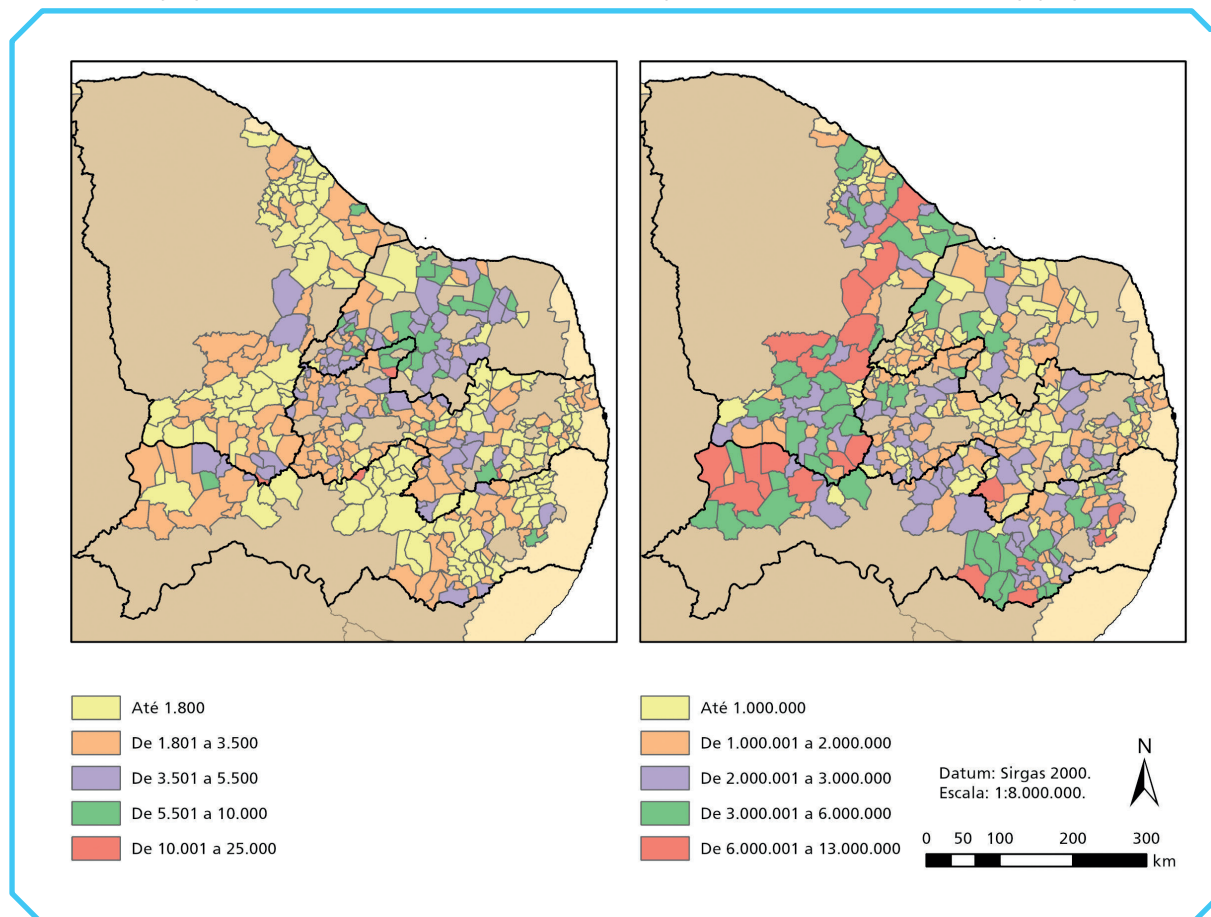 Até 1.800
De 1.801 a 3.500
De 3.501 a 5.500
De 5.501 a 10.000
De 10.001 a 25.000
Até 1.000.000
De 1.000.001 a 2.000.000
De 2.000.001 a 3.000.000
De 3.000.001 a 6.000.000
De 6.000.001 a 13.000.000
Datum: Sirgas 2000.
Escala: 1:8.000.000.
N
0 50 100 200 300
km